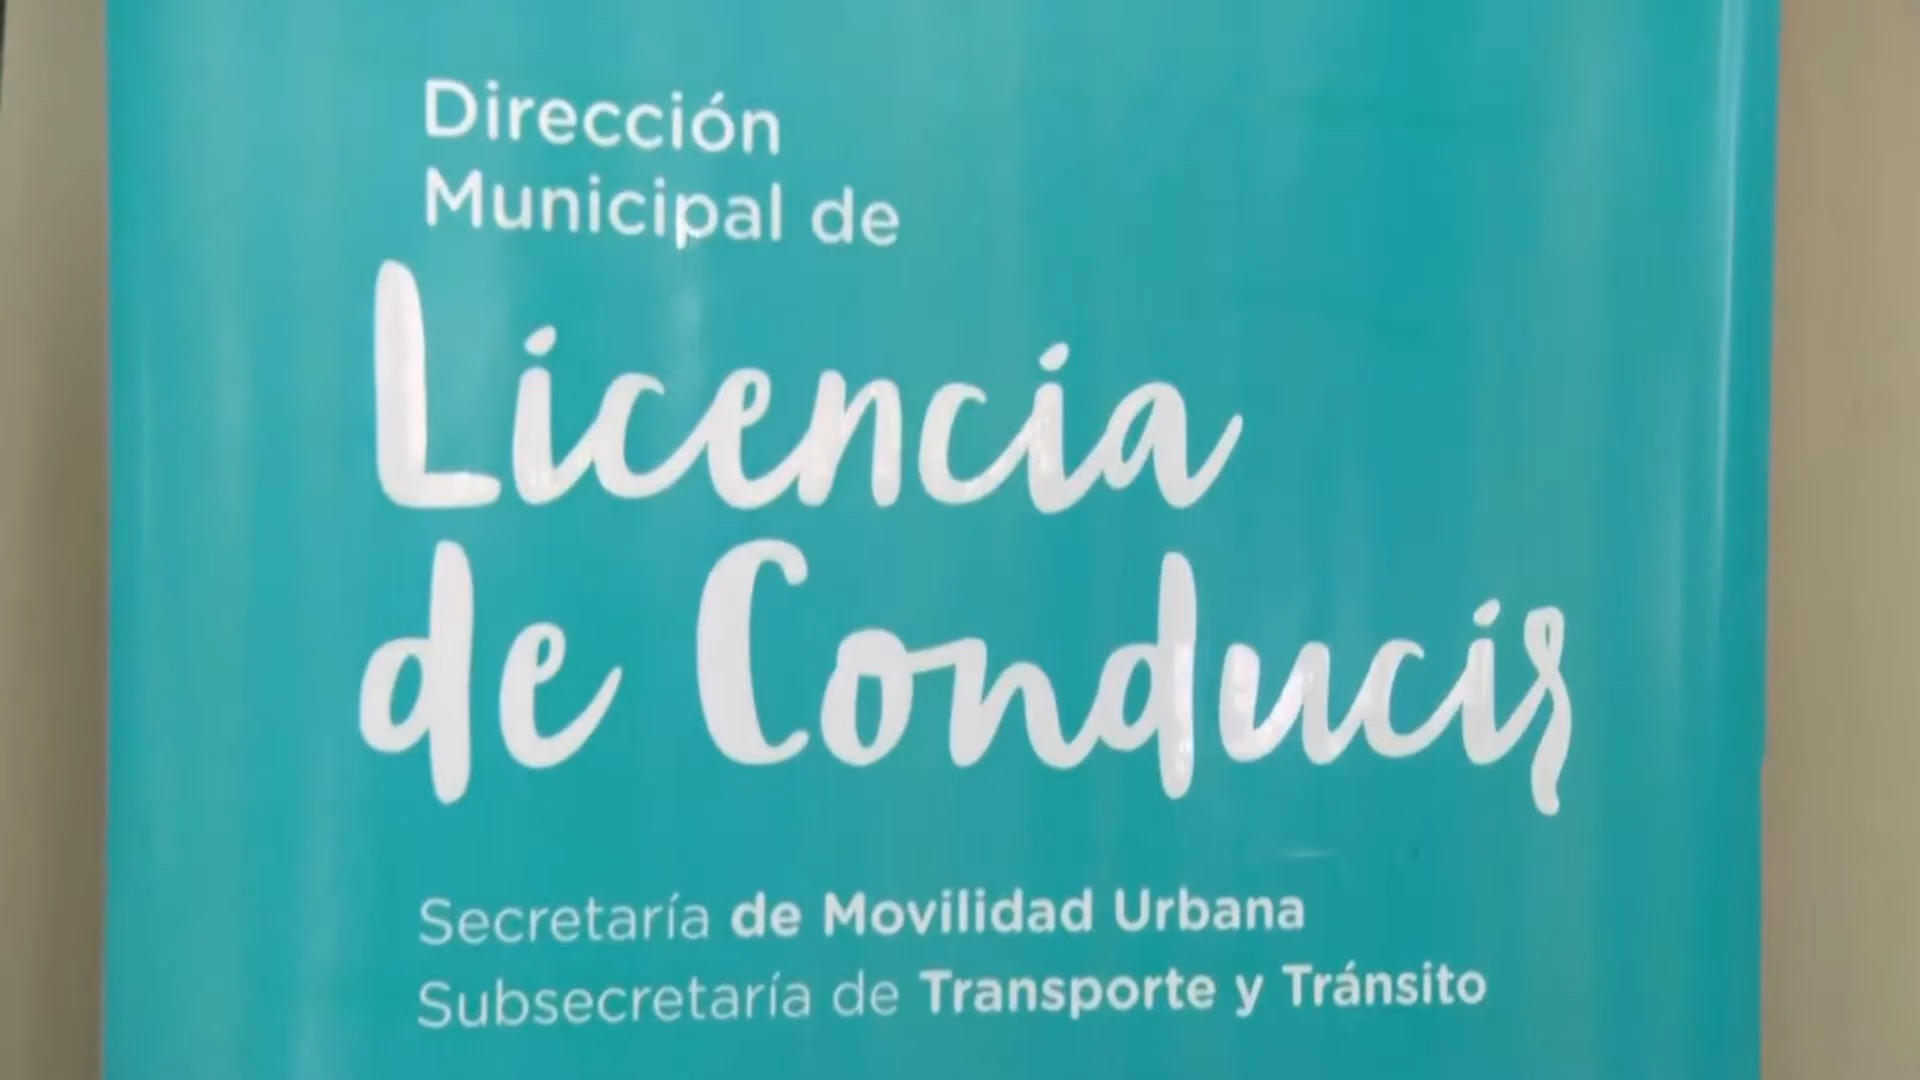 Dirección
Municipal de
Licencia
de Conducir
Secretaría de Movilidad Urbana
Subsecretaría de Transporte y Tránsito